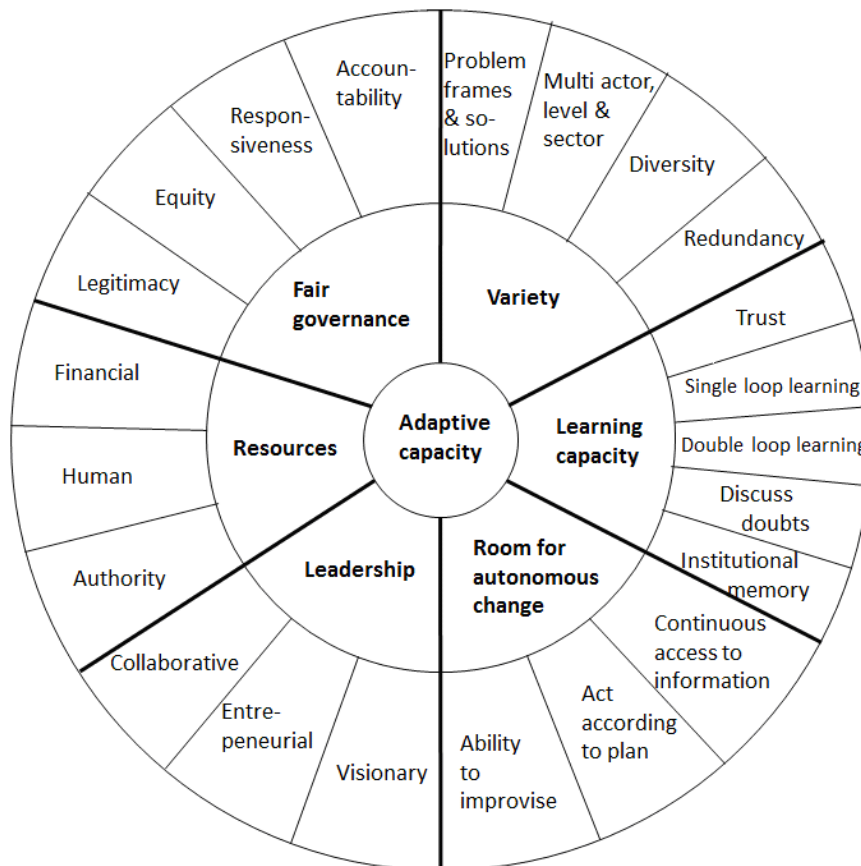 Accoun-
tability
Problem
frames
& so-
lutions
Multi actor,
level &
sector
Respon-
siveness
Diversity
Equity
Redundancy
Legitimacy
Fair
governance
Variety
Trust
Financial
Single loop learning
Adaptive
capacity
Resources
Learning
capacity
Double loop learning
Human
Discuss
doubts
Room for
autonomous
change
Leadership
Institutional
memory
Authority
Continuous
access to
information
Collaborative
Entre-
peneurial
Act
according
to plan
Visionary
Ability
to
improvise